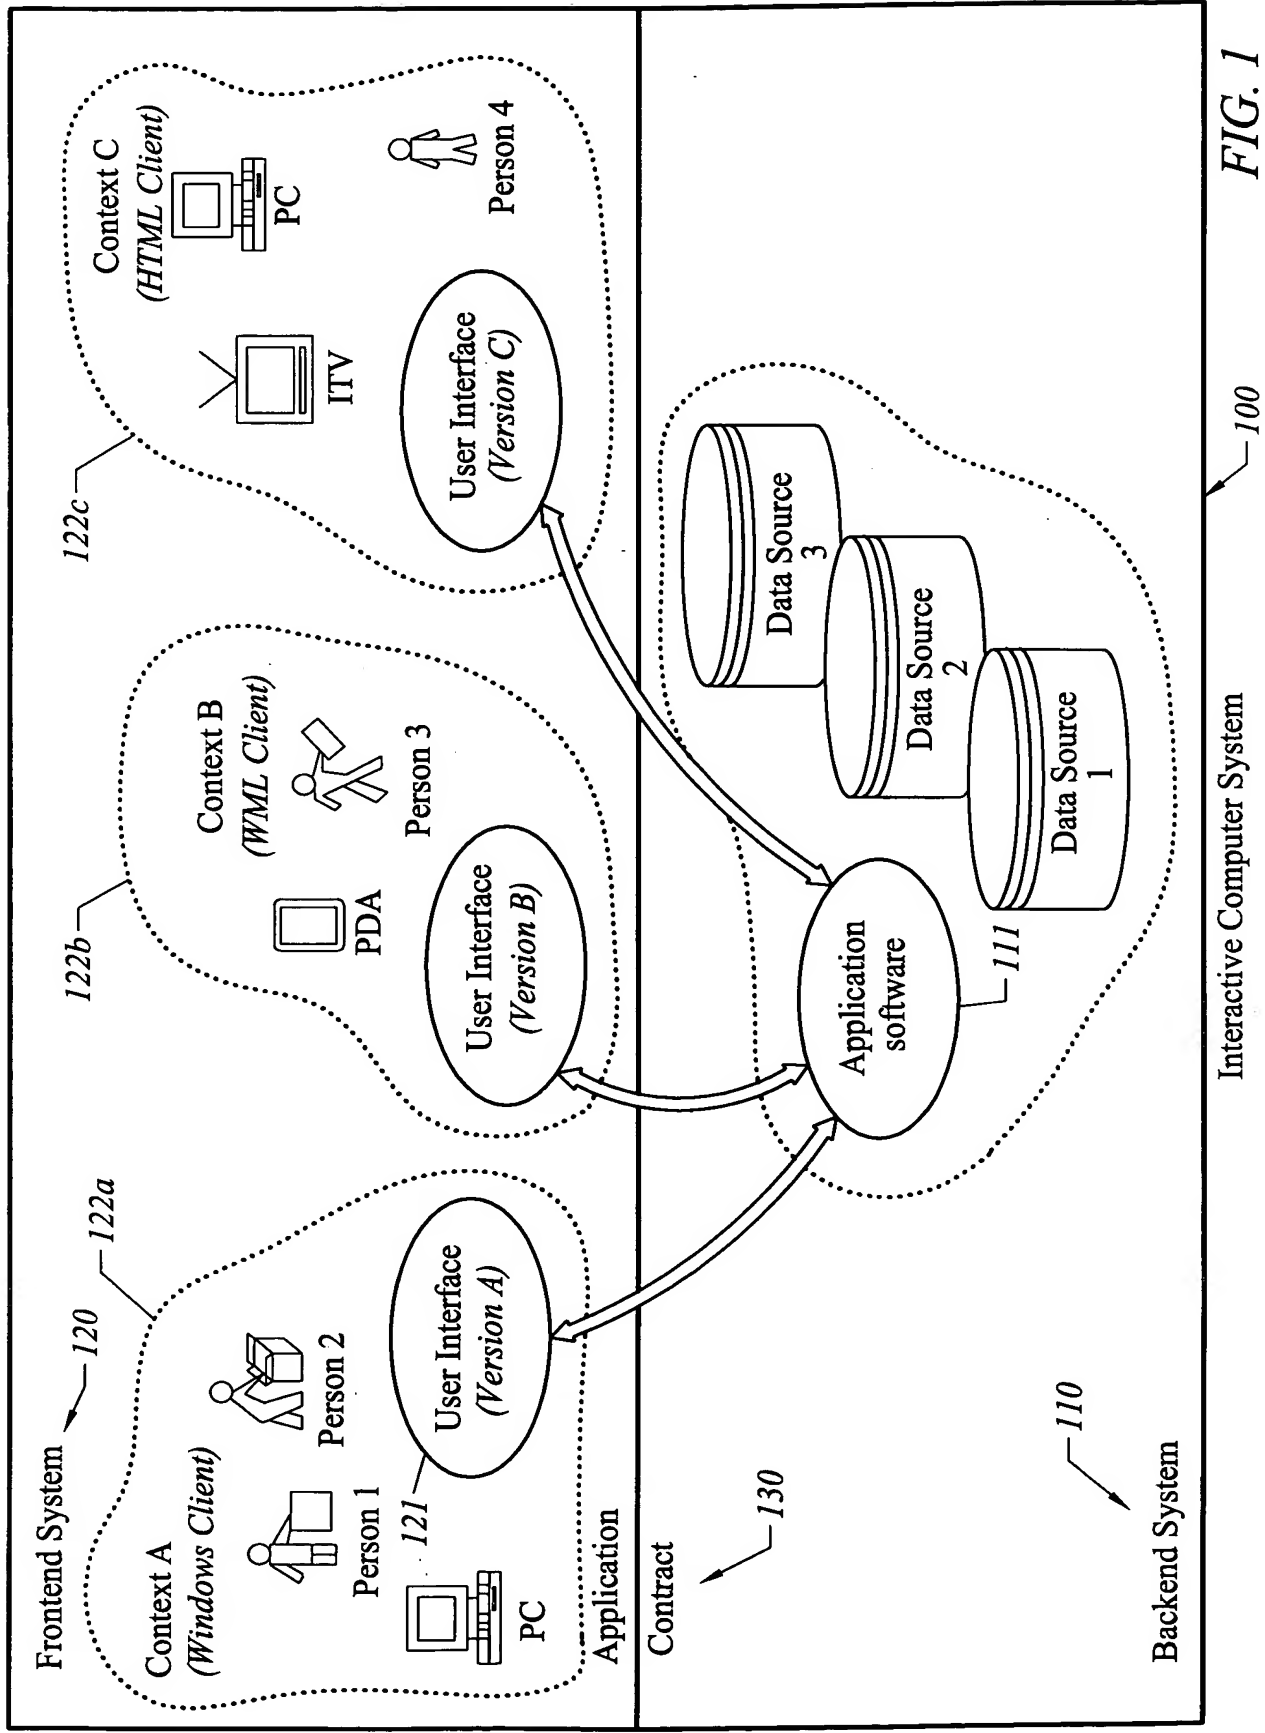 Frontend System
120
122a
Context A
(Windows Client)
Person 1
Person 2
PC
121
User Interface
(Version A)
122b
Context B
(WML Client)
PDA
Person 3
User Interface
(Version B)
122c
Context C
(HTML Client)
ITV
PC
Person 4
User Interface
(Version C)
Application
Contract
130
Application
software
111
Data Source
1
Data Source
2
Data Source
3
110
Backend System
Interactive Computer System
100
FIG. 1